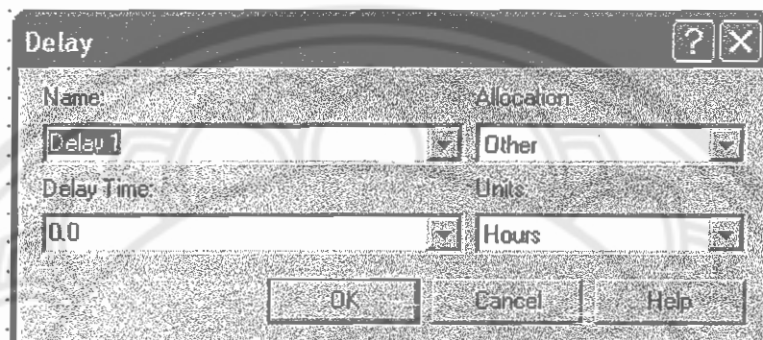 Delay
Name: Allocation:
Delay 1 Other
Delay Time: Units:
0.0 Hours
OK Cancel Help